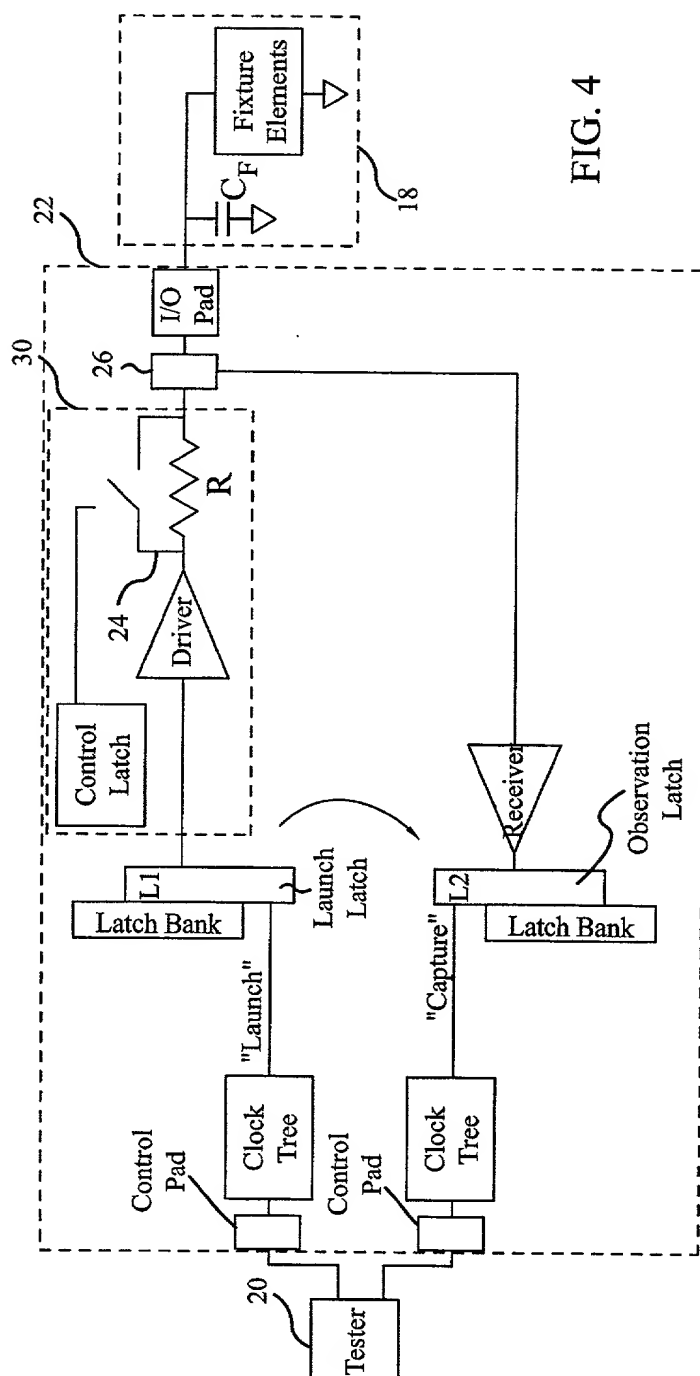 20
Tester
Control
Pad
Clock
Tree
"Launch"
Control
Pad
Clock
Tree
"Capture"
Latch Bank
L1
Launch
Latch
Latch Bank
L2
Observation
Latch
Receiver
Control
Latch
Driver
24
R
30
26
I/O
Pad
22
C_F
Fixture
Elements
18
FIG. 4